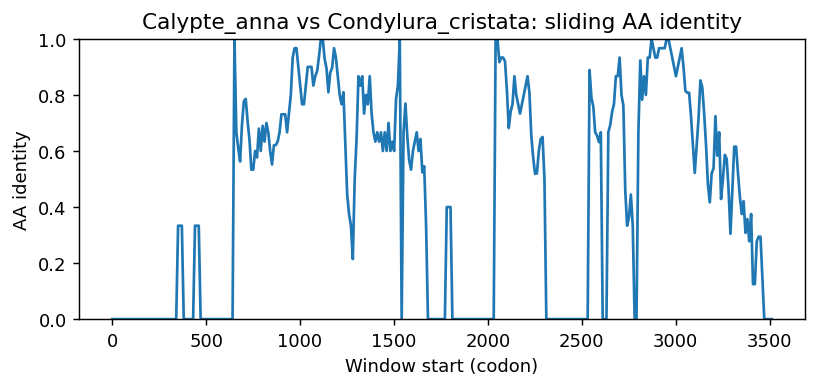 Calypte_anna vs Condylura_cristata: sliding AA identity
AA identity
1.0
0.8
0.6
0.4
0.2
0.0
0 500 1000 1500 2000 2500 3000 3500
Window start (codon)